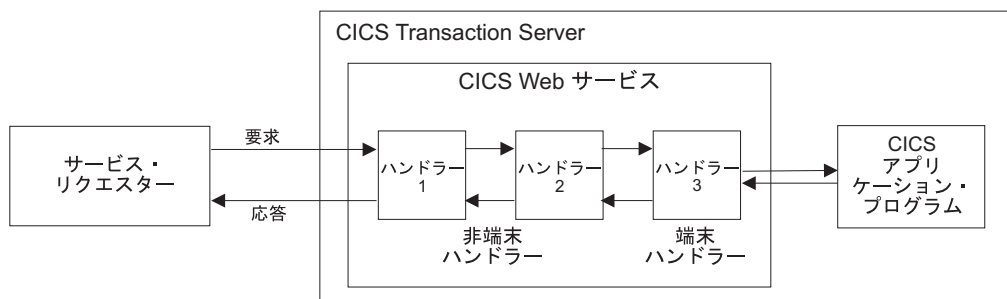 CICS Transaction Server
CICS Web サービス
サービス・
リクエスター
要求
応答
ハンドラー
1
ハンドラー
2
ハンドラー
3
非端末
ハンドラー
端末
ハンドラー
CICS
アプリ
ケーション・
プログラム